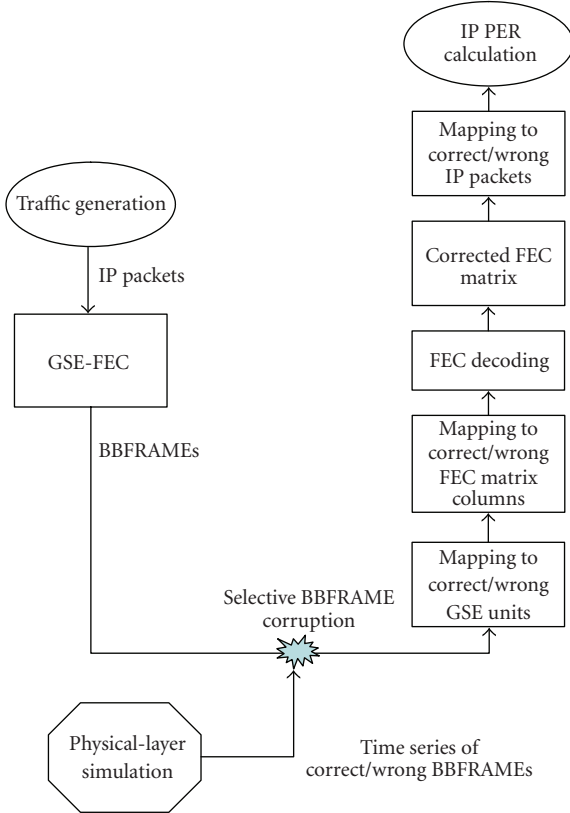 Traffic generation
IP packets
GSE-FEC
BBFRAMEs
Selective BBFRAME
corruption
Physical-layer
simulation
Time series of
correct/wrong BBFRAMEs
IP PER
calculation
Mapping to
correct/wrong
IP packets
Corrected FEC
matrix
FEC decoding
Mapping to
correct/wrong
FEC matrix
columns
Mapping to
correct/wrong
GSE units